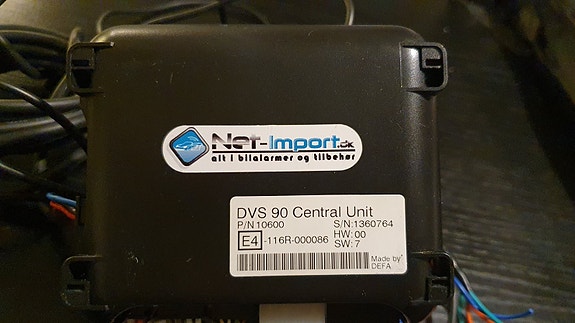 Net-import.dk
alt i bilalarmer og tilbehør
DVS 90 Central Unit
P/N10600 S/N:1360764
E4-116R-000086 HW:00
SW:7
Made by
DEFA.